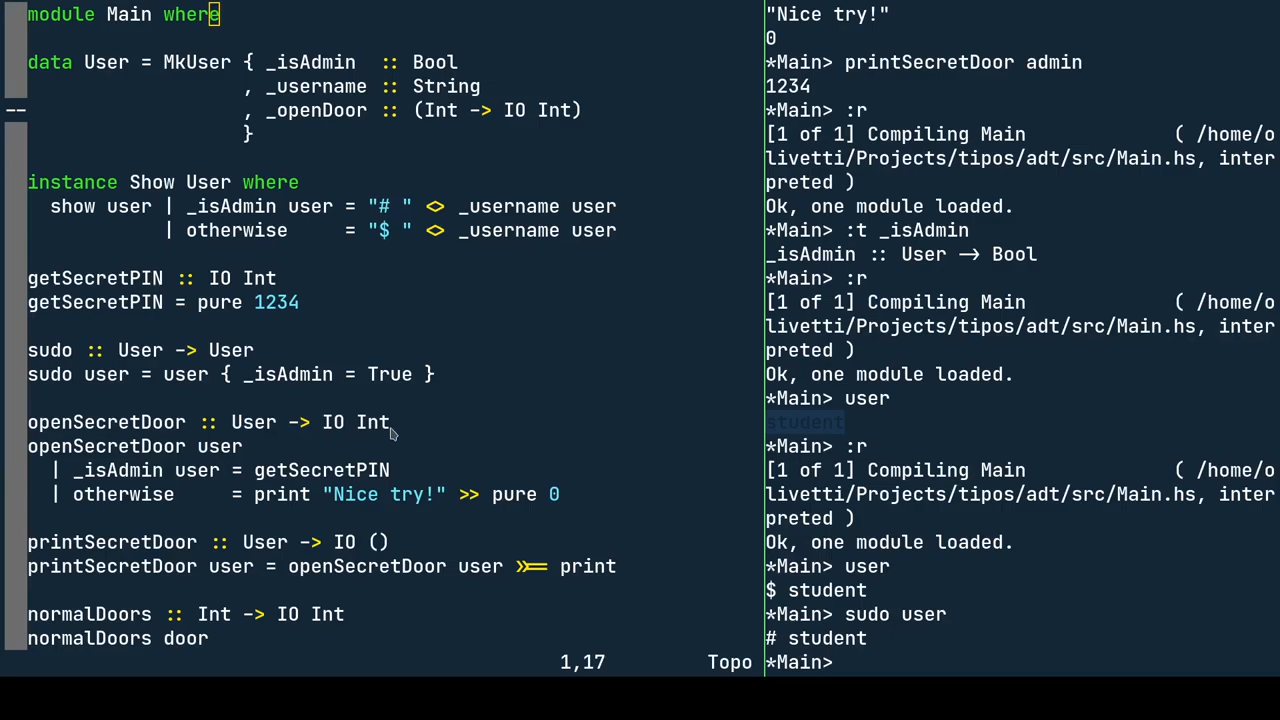 module Main where
data User = MkUser { _isAdmin  :: Bool
, _username :: String
-- , _openDoor :: (Int -> IO Int)
}
instance Show User where
show user | _isAdmin user = "# " <> _username user
| otherwise     = "$ " <> _username user
getSecretPIN :: IO Int
getSecretPIN = pure 1234
sudo :: User -> User
sudo user = user { _isAdmin = True }
openSecretDoor :: User -> IO Int
openSecretDoor user
| _isAdmin user = getSecretPIN
| otherwise     = print "Nice try!" >> pure 0
printSecretDoor :: User -> IO ()
printSecretDoor user = openSecretDoor user >>= print
normalDoors :: Int -> IO Int
normalDoors door
1,17 Topo
"Nice try!"
0
*Main> printSecretDoor admin
1234
*Main> :r
[1 of 1] Compiling Main             ( /home/o
livetti/Projects/tipos/adt/src/Main.hs, inter
preted )
Ok, one module loaded.
*Main> :t _isAdmin
_isAdmin :: User -> Bool
*Main> :r
[1 of 1] Compiling Main             ( /home/o
livetti/Projects/tipos/adt/src/Main.hs, inter
preted )
Ok, one module loaded.
*Main> user
student
*Main> :r
[1 of 1] Compiling Main             ( /home/o
livetti/Projects/tipos/adt/src/Main.hs, inter
preted )
Ok, one module loaded.
*Main> user
$ student
*Main> sudo user
# student
*Main>